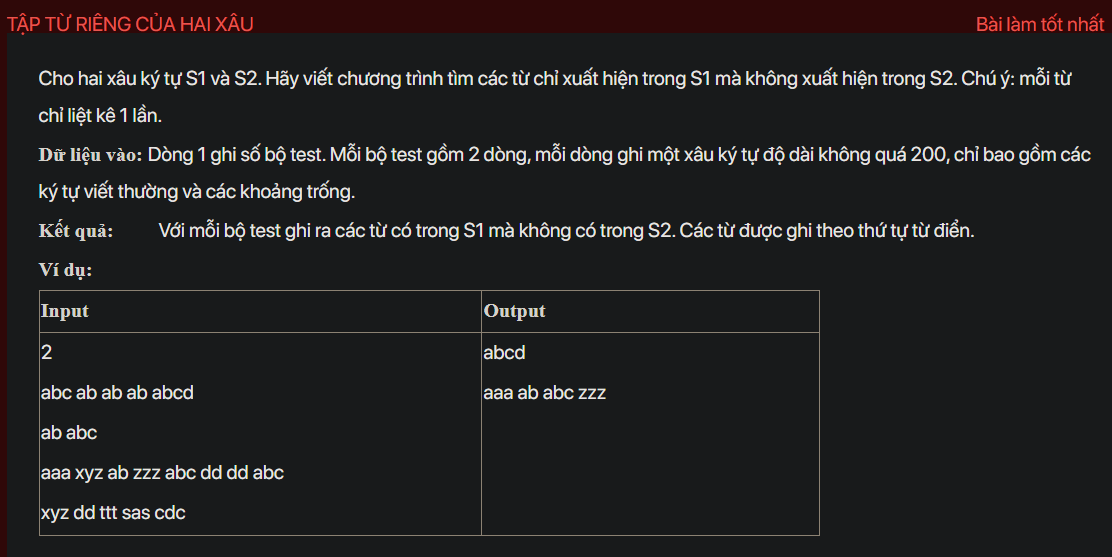 TẬP TỪ RIÊNG CỦA HAI XÂU
Bài làm tốt nhất
Cho hai xâu ký tự S1 và S2. Hãy viết chương trình tìm các từ chỉ xuất hiện trong S1 mà không xuất hiện trong S2. Chú ý: mỗi từ
chỉ liệt kê 1 lần.
Dữ liệu vào: Dòng 1 ghi số bộ test. Mỗi bộ test gồm 2 dòng, mỗi dòng ghi một xâu ký tự độ dài không quá 200, chỉ bao gồm các
ký tự viết thường và các khoảng trống.
Kết quả: Với mỗi bộ test ghi ra các từ có trong S1 mà không có trong S2. Các từ được ghi theo thứ tự từ điển.
Ví dụ:
Input
Output
2
abcd
abc ab ab ab abcd
aaa ab abc zzz
ab abc
aaa xyz ab zzz abc dd dd abc
xyz dd ttt sas cdc